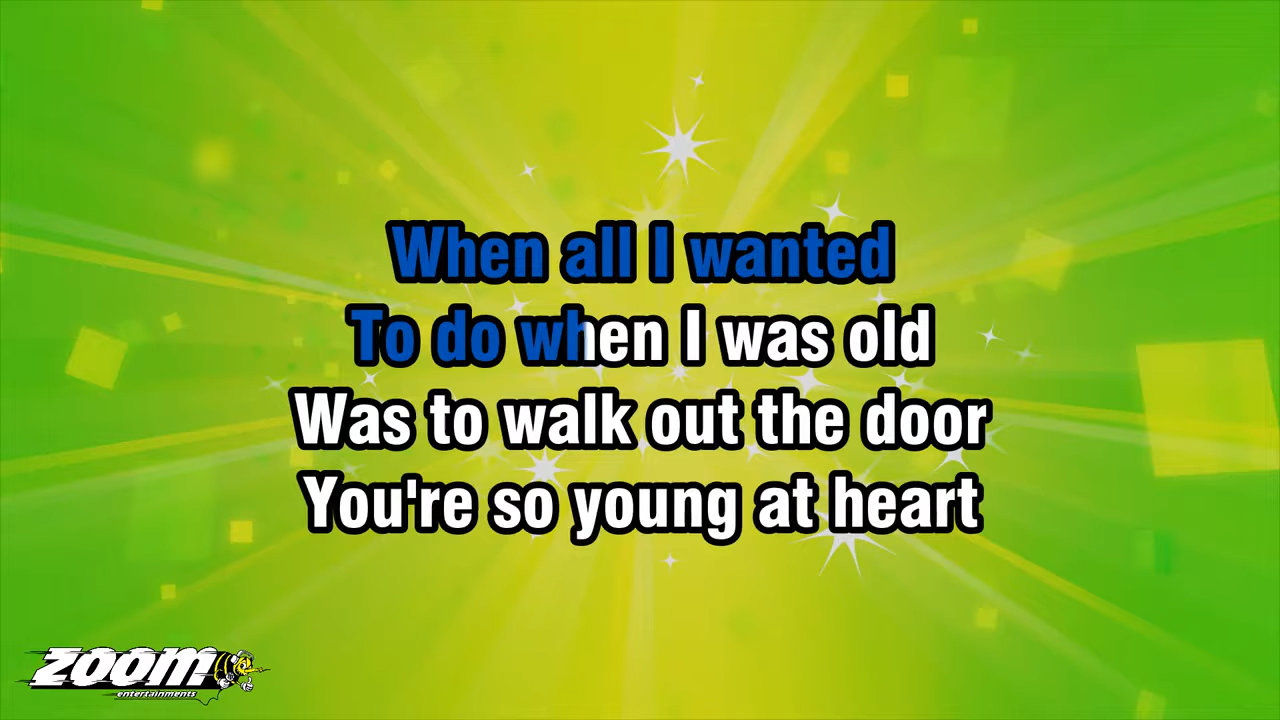 When all I wanted
To do when I was old
Was to walk out the door
You're so young at heart
ZOOM
entertainments